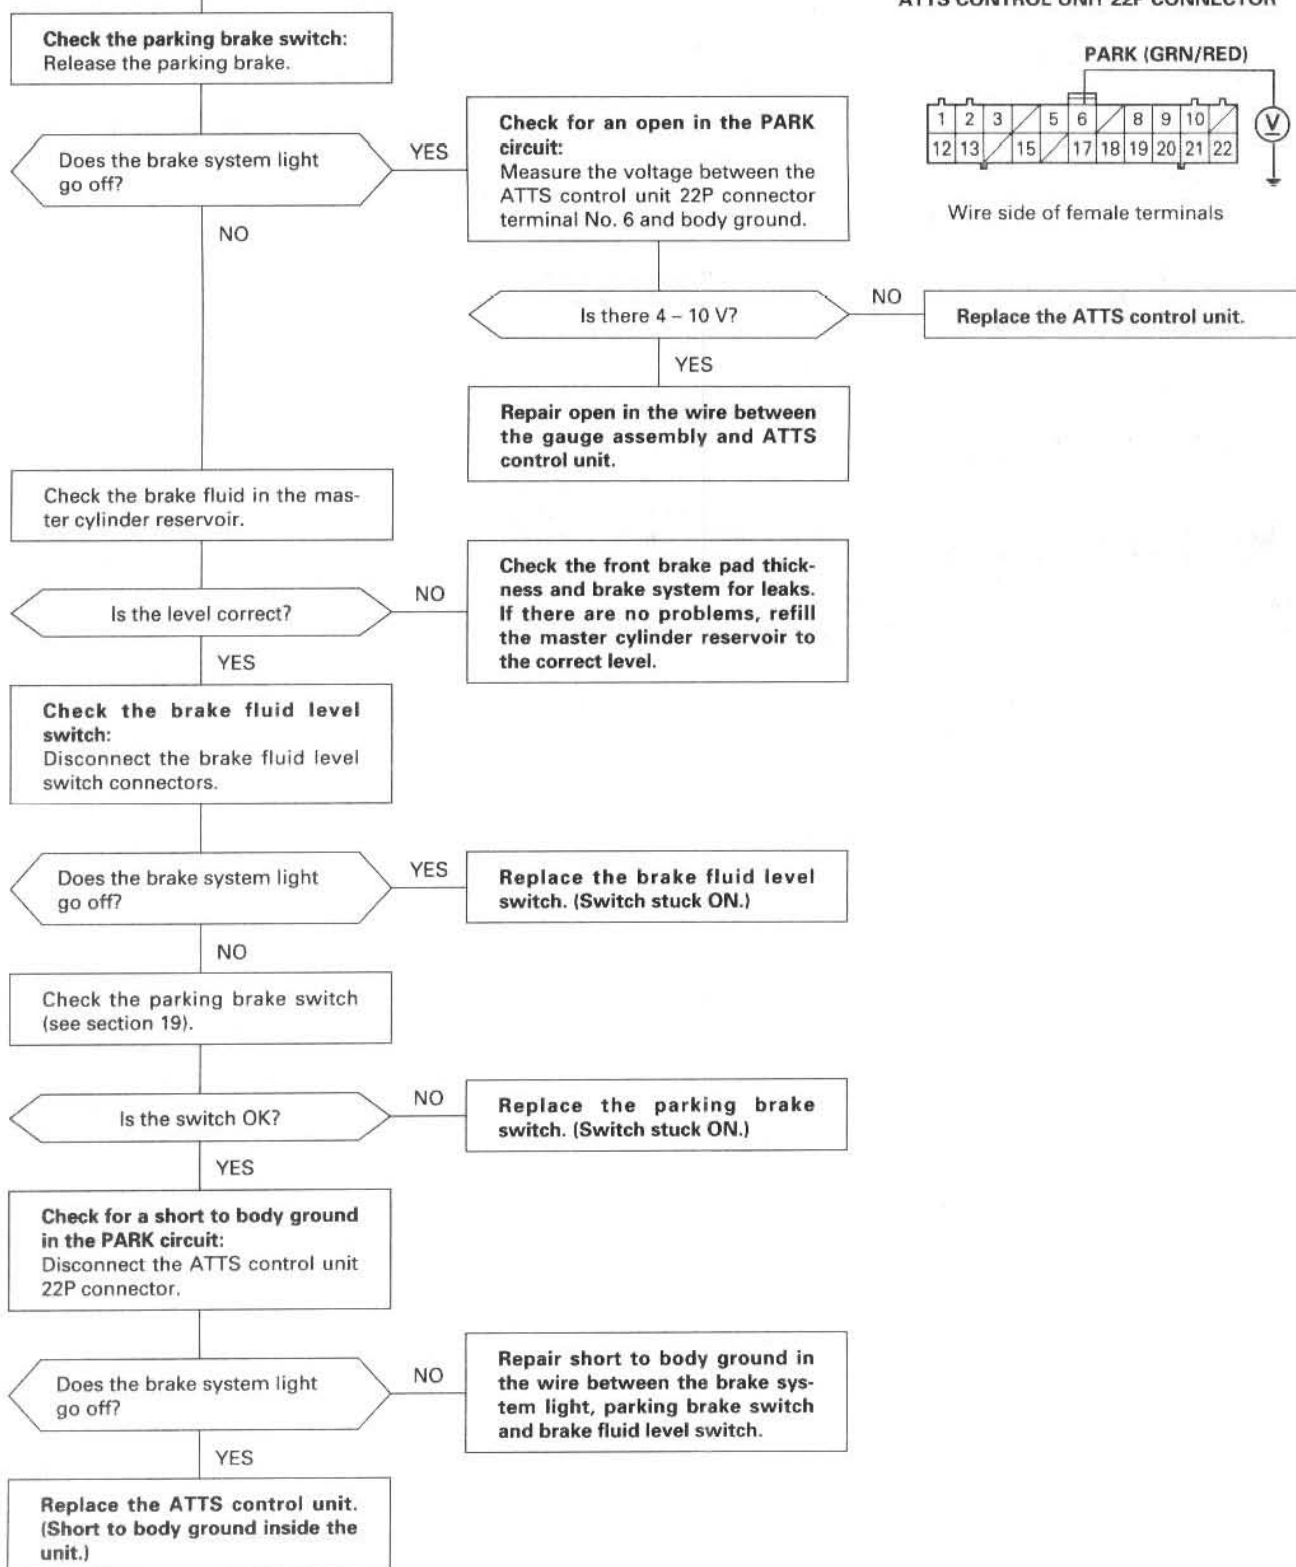 ATTS CONTROL UNIT 22P CONNECTOR
Check the parking brake switch:
Release the parking brake.
PARK (GRN/RED)
1 2 3 5 6 8 9 10
12 13 15 17 18 19 20 21 22
V
Wire side of female terminals
Does the brake system light
go off?
YES
NO
Check for an open in the PARK
circuit:
Measure the voltage between the
ATTS control unit 22P connector
terminal No. 6 and body ground.
Is there 4 – 10 V?
NO
Replace the ATTS control unit.
YES
Repair open in the wire between
the gauge assembly and ATTS
control unit.
Check the brake fluid in the mas-
ter cylinder reservoir.
Is the level correct?
NO
Check the front brake pad thick-
ness and brake system for leaks.
If there are no problems, refill
the master cylinder reservoir to
the correct level.
YES
Check the brake fluid level
switch:
Disconnect the brake fluid level
switch connectors.
Does the brake system light
go off?
YES
Replace the brake fluid level
switch. (Switch stuck ON.)
NO
Check the parking brake switch
(see section 19).
Is the switch OK?
NO
Replace the parking brake
switch. (Switch stuck ON.)
YES
Check for a short to body ground
in the PARK circuit:
Disconnect the ATTS control unit
22P connector.
Does the brake system light
go off?
NO
Repair short to body ground in
the wire between the brake sys-
tem light, parking brake switch
and brake fluid level switch.
YES
Replace the ATTS control unit.
(Short to body ground inside the
unit.)